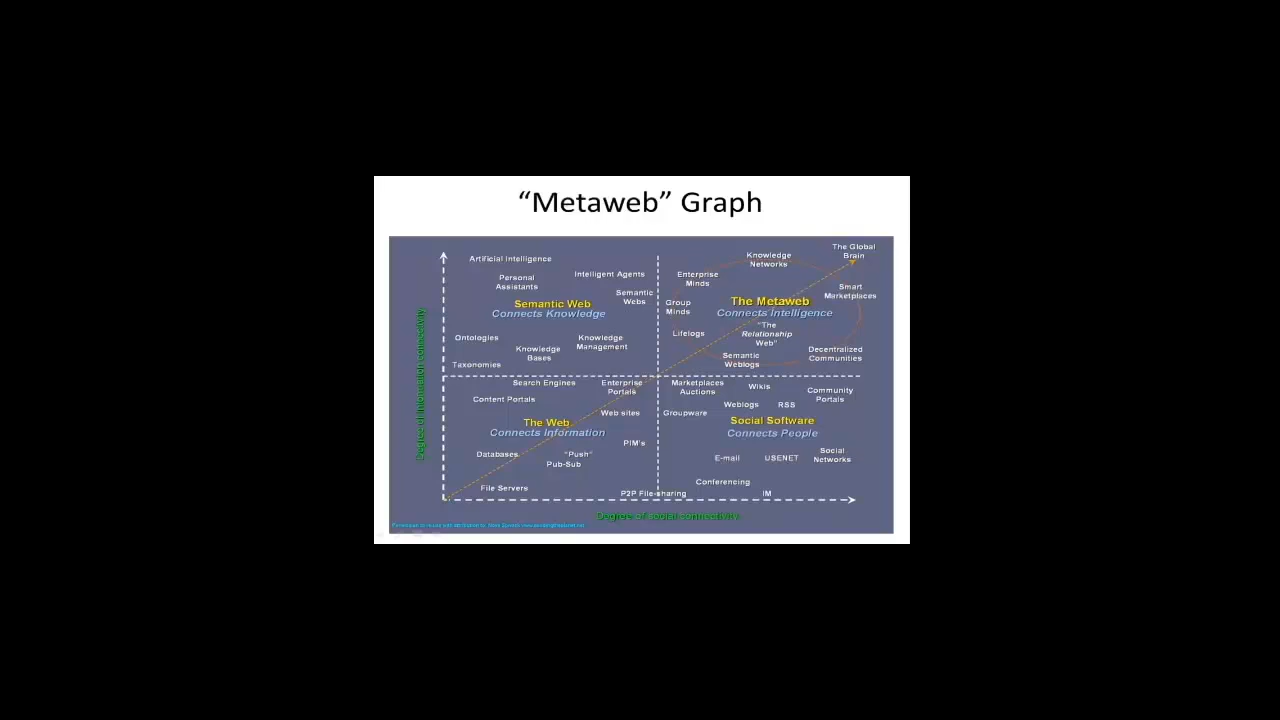 “Metaweb” Graph
The Global
Brain
Knowledge
Networks
Artificial Intelligence
Personal
Assistants
Intelligent Agents
Semantic
Webs
Semantic Web
Connects Knowledge
Ontologies
Knowledge
Management
Knowledge
Bases
Taxonomies
Enterprise
Minds
Smart
Marketplaces
Group
Minds
The Metaweb
Connects Intelligence
Lifelogs
"The
Relationship
Web"
Semantic
Weblogs
Decentralized
Communities
Search Engines
Enterprise
Portals
Content Portals
Web sites
The Web
Connects Information
PIM's
Databases
"Push"
Pub-Sub
File Servers
P2P File-sharing
Marketplaces
Auctions
Wikis
Community
Portals
Weblogs
RSS
Groupware
Social Software
Connects People
E-mail
USENET
Social
Networks
Conferencing
IM
Degree of information connectivity
Degree of social connectivity